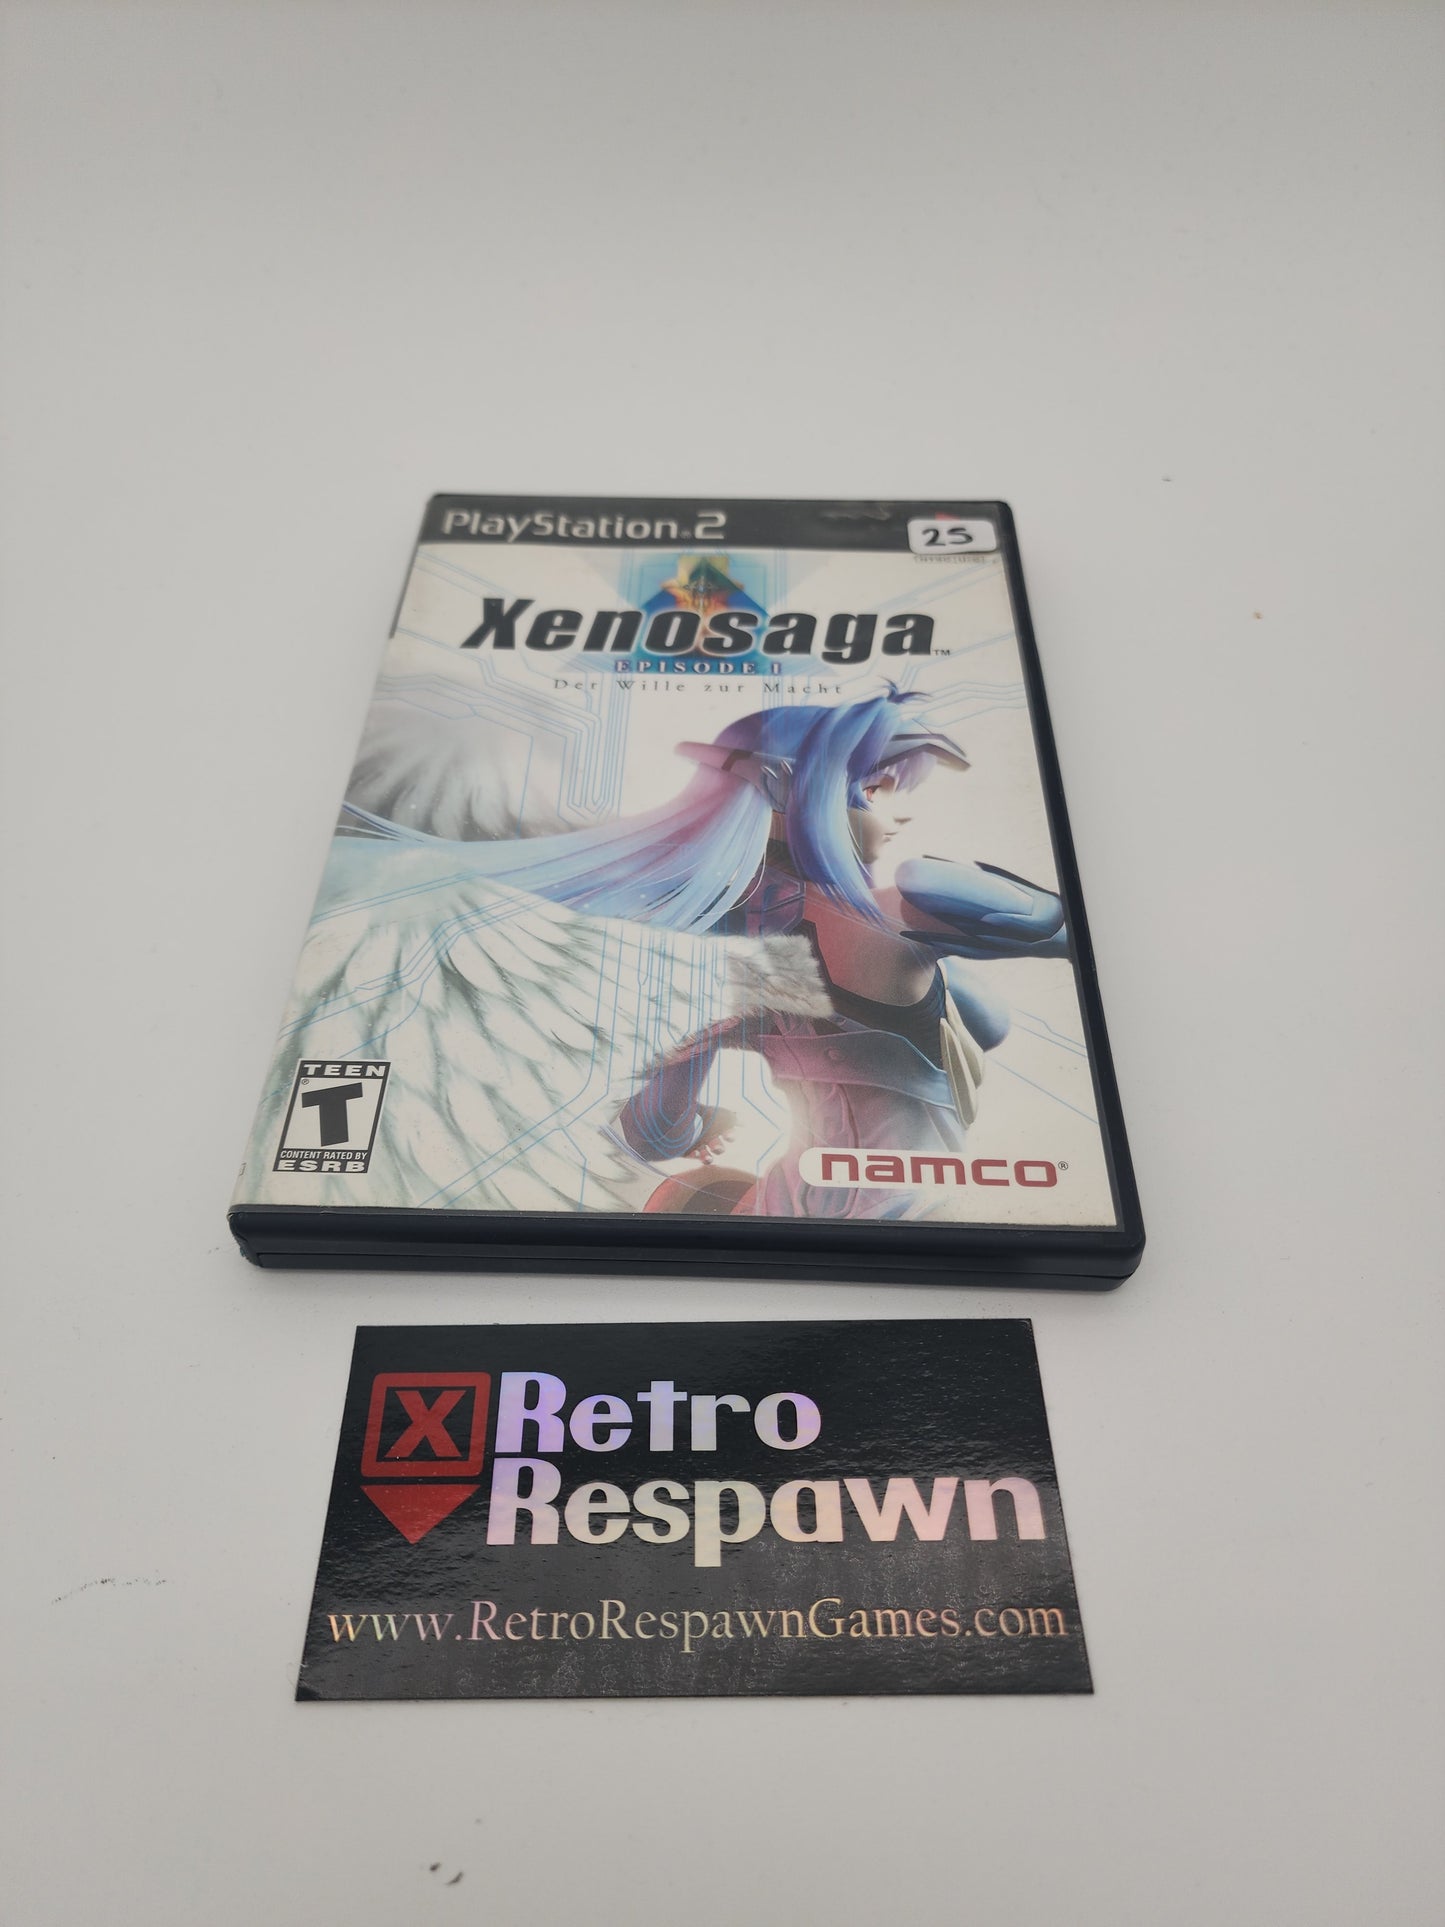 PlayStation®2
25
Xenosaga™
EPISODE I
Der Wille zur Macht
TEEN
T
®
CONTENT RATED BY
ESRB
namco®
X Retro
Respawn
www.RetroRespawnGames.com